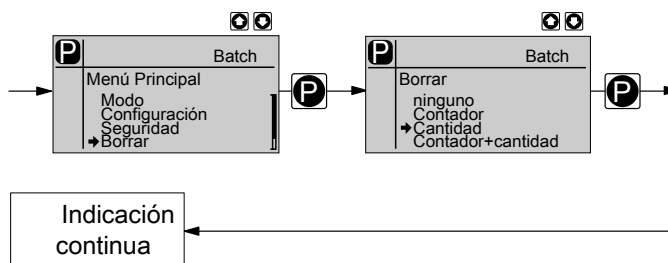 P
Batch
Menú Principal
Modo
Configuración
Seguridad
Borrar
P
P
Batch
Borrar
ninguno
Contador
Cantidad
Contador+cantidad
P
Indicación
continua